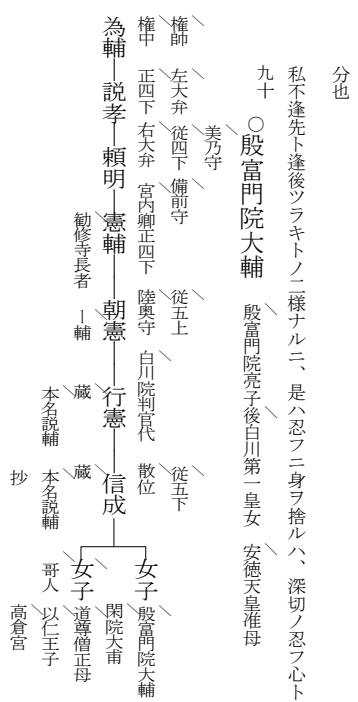 分也
私不逢先ト逢後ツラキトノ二様ナルニ、是ハ忍フニ身ヲ捨ルハ、深切ノ忍フ心ト
九十 ○殷富門院大輔 殷富門院亮子後白川第一皇女 安徳天皇准母
為輔 権中 権帥
説孝 正四下 左大弁
頼明 右大弁 従四下 美乃守
憲輔 宮内卿正四下 備前守 勧修寺長者
朝憲 陸奥守 従五上 ー輔
行憲 白川院判官代 蔵 本名説輔
信成 散位 従五下 蔵 本名説輔 抄
女子 殷富門院大輔
女子 哥人 閑院大甫 道尊僧正母 以仁王子 高倉宮